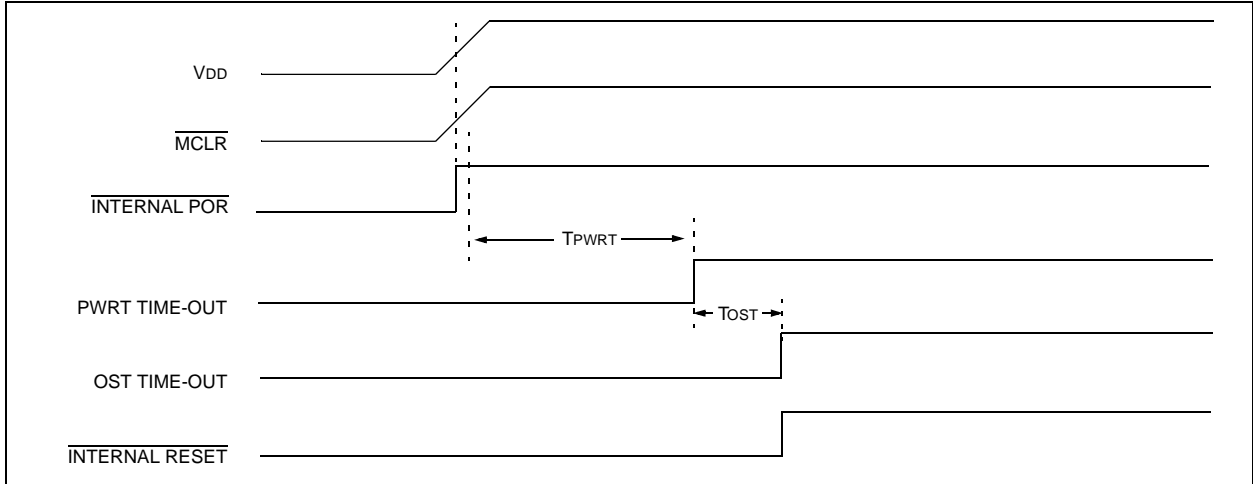 VDD
MCLR
INTERNAL POR
TPWRT
PWRT TIME-OUT
TOST
OST TIME-OUT
INTERNAL RESET